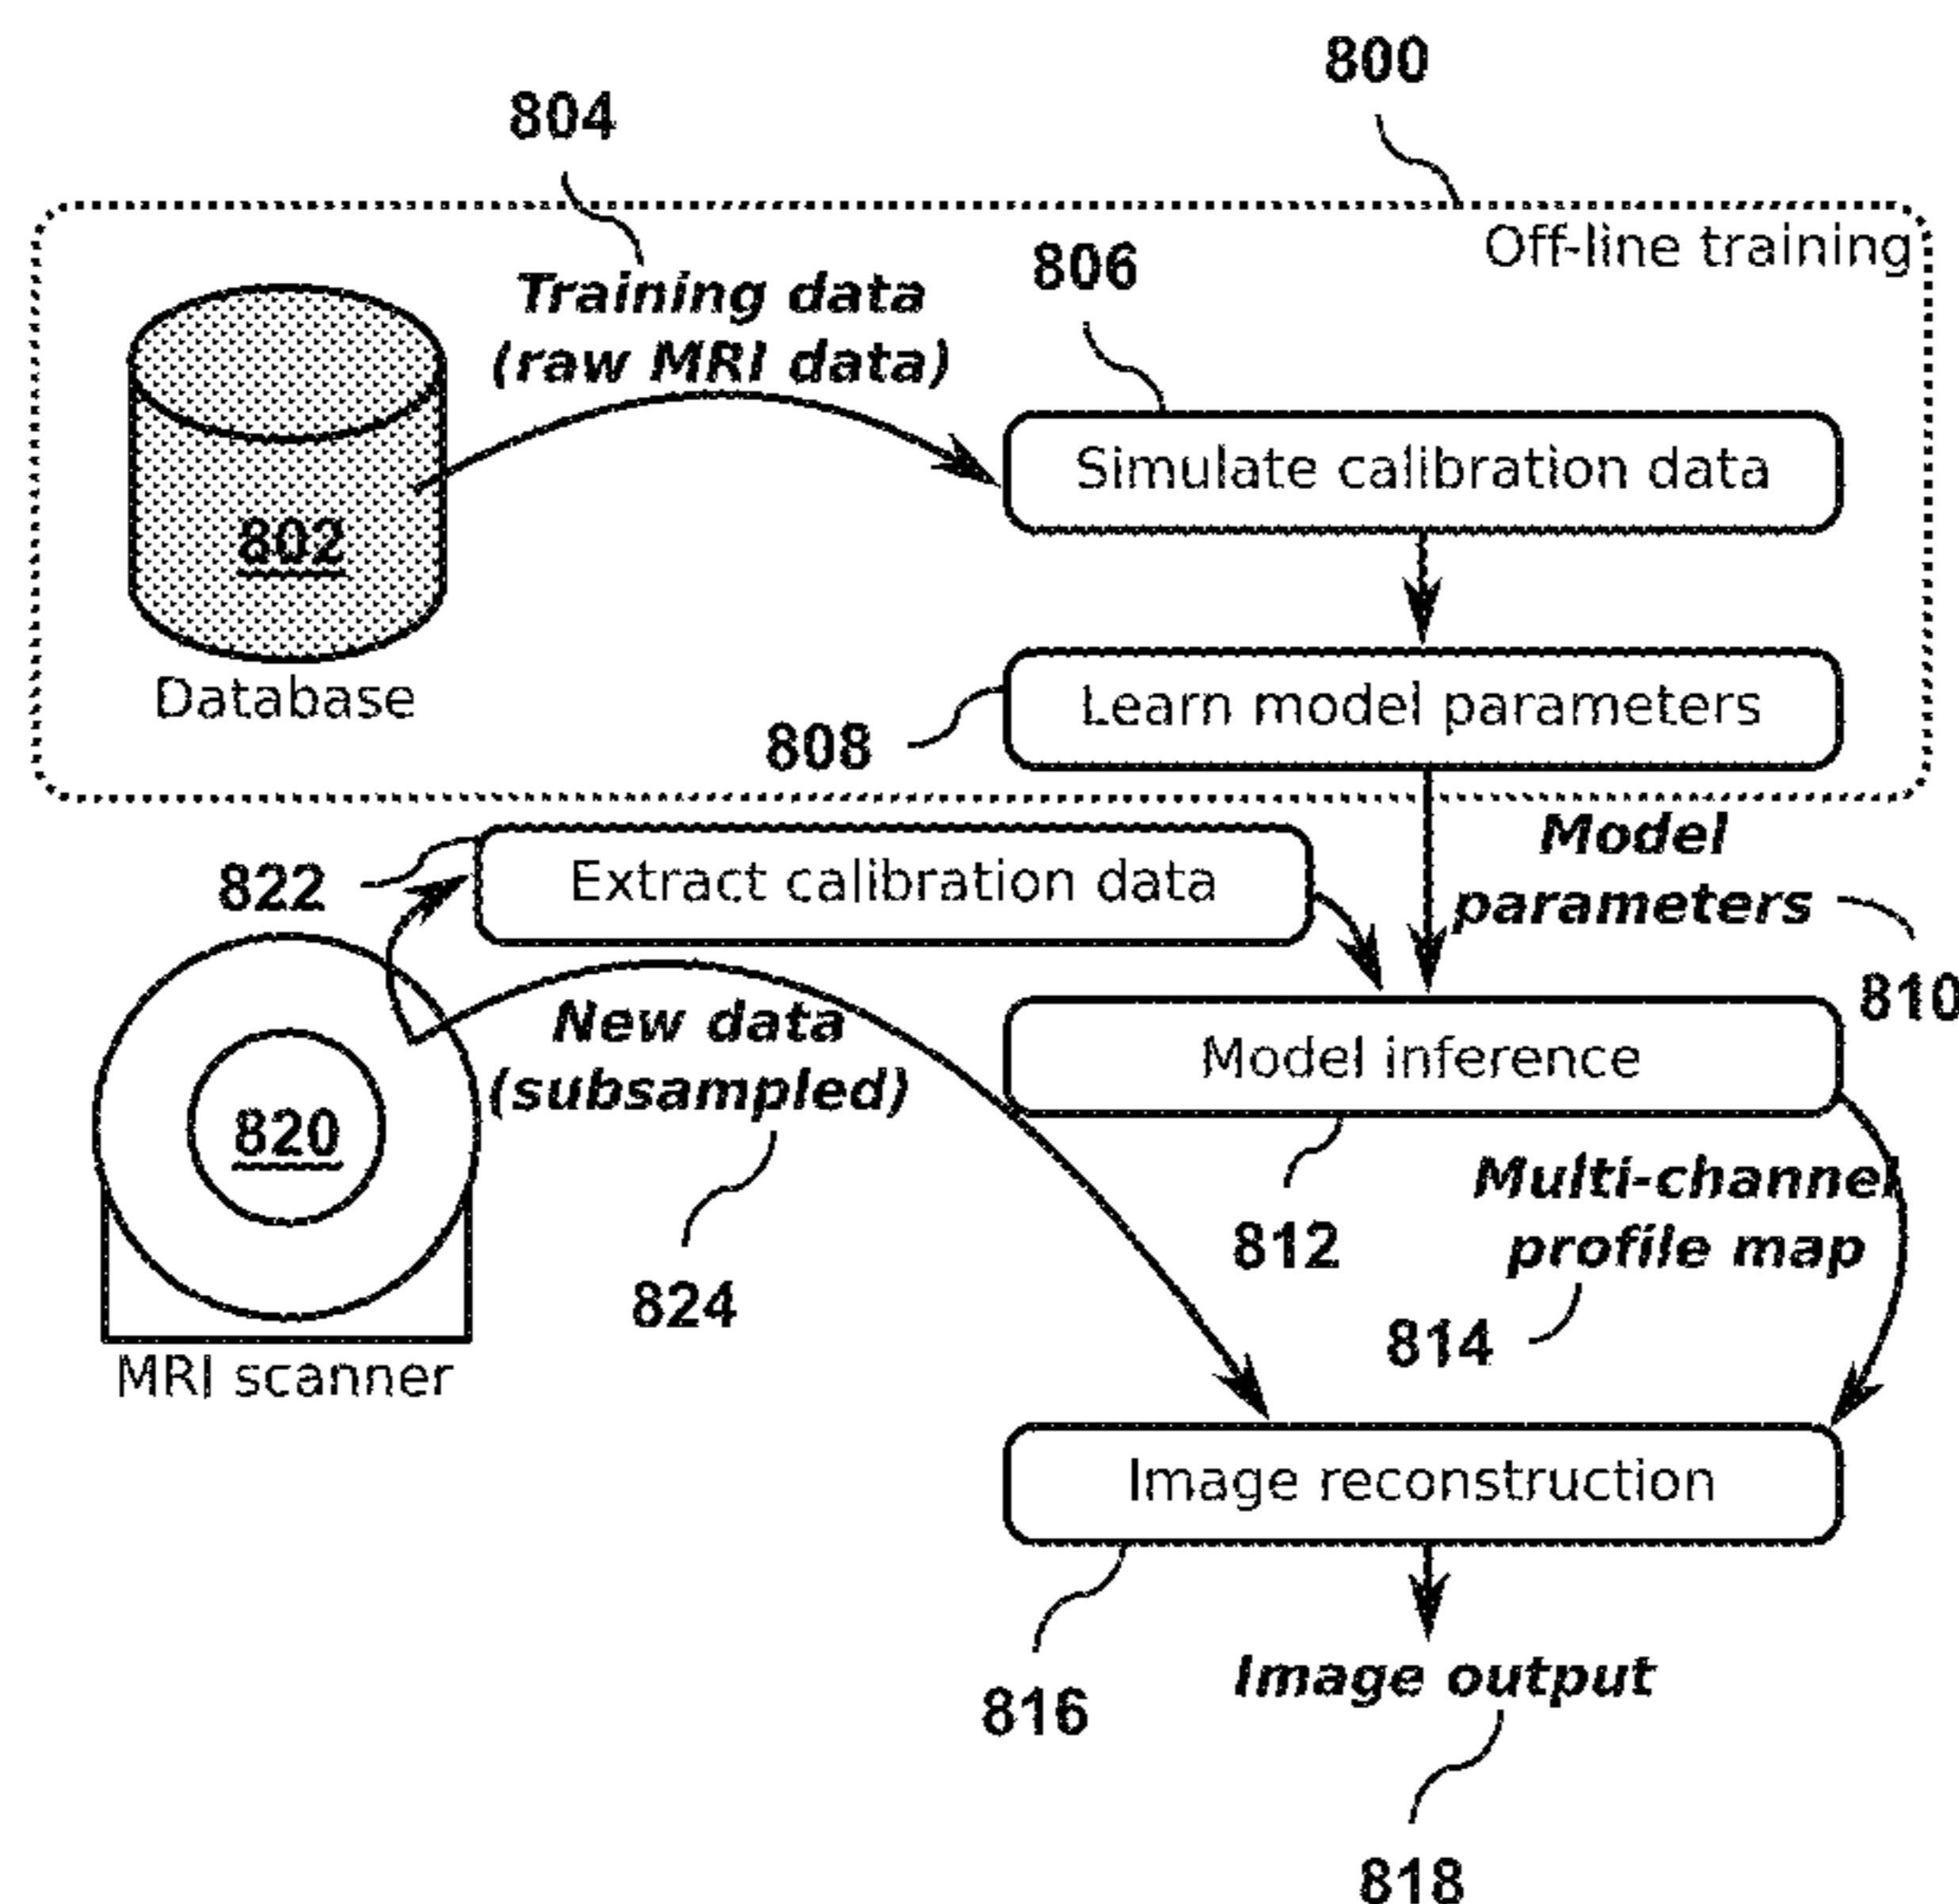 800
804
Off-line training
806
Training data
(raw MRI data)
Simulate calibration data
802
Database
Learn model parameters
808
Model
parameters
822
Extract calibration data
810
New data
(subsampled)
Model inference
820
Multi-channel
profile map
812
824
814
MRI scanner
Image reconstruction
816
Image output
818